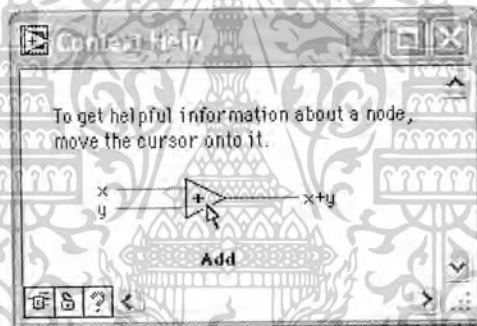 Context Help
To get helpful information about a node,
move the cursor onto it.
x
y
+
x+y
Add
?